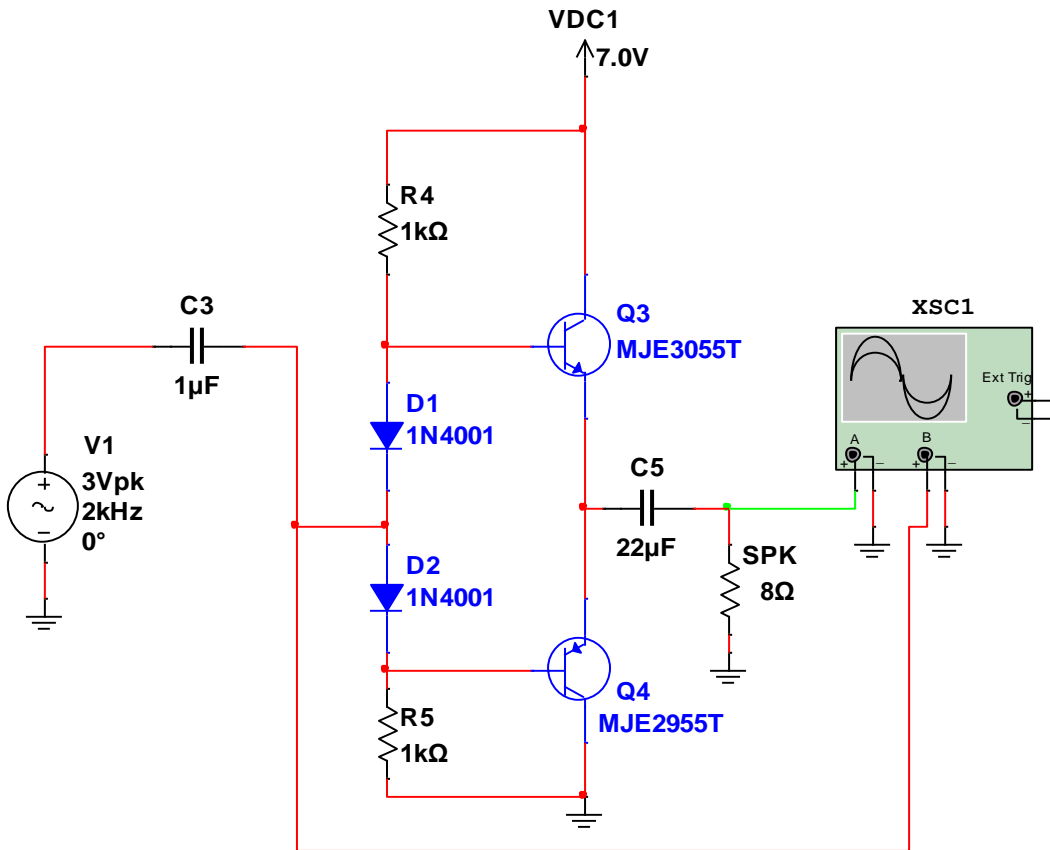 VDC1
7.0V
R4
1kΩ
C3
1µF
Q3
MJE3055T
XSC1
Ext Trig
+
−
A
B
+
−
+
−
D1
1N4001
V1
3Vpk
2kHz
0°
+
−
C5
22µF
SPK
8Ω
D2
1N4001
Q4
MJE2955T
R5
1kΩ